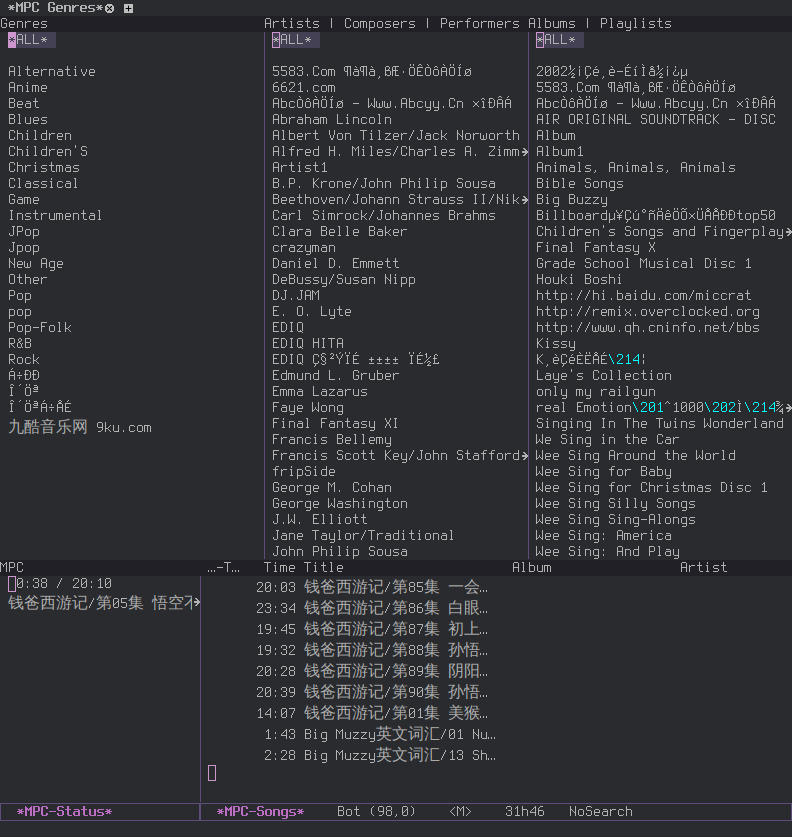 *MPC Genres*
Genres
Artists | Composers | Performers
Albums | Playlists
*ALL*
Alternative
Anime
Beat
Blues
Children
Children'S
Christmas
Classical
Game
Instrumental
JPop
Jpop
New Age
Other
Pop
pop
Pop-Folk
R&B
Rock
Á÷ÐÐ
Î´Öª
Î´ÖªÁ÷ÅÉ
九酷音乐网 9ku.com
*ALL*
5583.Com ¶à¶à¸ßÆ·ÖÊÒôÀÖÍø
6621.com
AbcÒôÀÖÍø - Www.Abcyy.Cn ×îÐÂÁ
Abraham Lincoln
Albert Von Tilzer/Jack Norworth
Alfred H. Miles/Charles A. Zimm
Artist1
B.P. Krone/John Philip Sousa
Beethoven/Johann Strauss II/Nik
Carl Simrock/Johannes Brahms
Clara Belle Baker
crazyman
Daniel D. Emmett
DeBussy/Susan Nipp
DJ.JAM
E. O. Lyte
EDIQ
EDIQ HITA
EDIQ Ç§²ÝÏÉ ±±±± ÏÉ½£
Edmund L. Gruber
Emma Lazarus
Faye Wong
Final Fantasy XI
Francis Bellemy
Francis Scott Key/John Stafford
fripSide
George M. Cohan
George Washington
J.W. Elliott
Jane Taylor/Traditional
John Philip Sousa
*ALL*
2002½¡Çé¸è-ÉíÌå½¡¿µ
5583.Com ¶à¶à¸ßÆ·ÖÊÒôÀÖÍø
AbcÒôÀÖÍø - Www.Abcyy.Cn ×îÐÂÁ
AIR ORIGINAL SOUNDTRACK - DISC
Album
Album1
Animals, Animals, Animals
Bible Songs
Big Buzzy
Billboardµ¥Çú°ñÄêÖÕ×ÜÅÅÐÐtop50
Children's Songs and Fingerplay
Final Fantasy X
Grade School Musical Disc 1
Houki Boshi
http://hi.baidu.com/miccrat
http://remix.overclocked.org
http://www.qh.cninfo.net/bbs
Kissy
K¸èÇéÈËÅÉ\214¦
Laye's Collection
only my railgun
real Emotion\201^1000\202Ì\214¾
Singing In The Twins Wonderland
We Sing in the Car
Wee Sing Around the World
Wee Sing for Baby
Wee Sing for Christmas Disc 1
Wee Sing Silly Songs
Wee Sing Sing-Alongs
Wee Sing: America
Wee Sing: And Play
MPC
0:38 / 20:10
钱爸西游记/第05集 悟空不
…-T… Time Title Album Artist
20:03 钱爸西游记/第85集 一会…
23:34 钱爸西游记/第86集 白眼…
19:45 钱爸西游记/第87集 初上…
19:32 钱爸西游记/第88集 孙悟…
20:28 钱爸西游记/第89集 阴阳…
20:39 钱爸西游记/第90集 孙悟…
14:07 钱爸西游记/第01集 美猴…
1:43 Big Muzzy英文词汇/01 Nu…
2:28 Big Muzzy英文词汇/13 Sh…
*MPC-Status*
*MPC-Songs* Bot (98,0) <M> 31h46 NoSearch